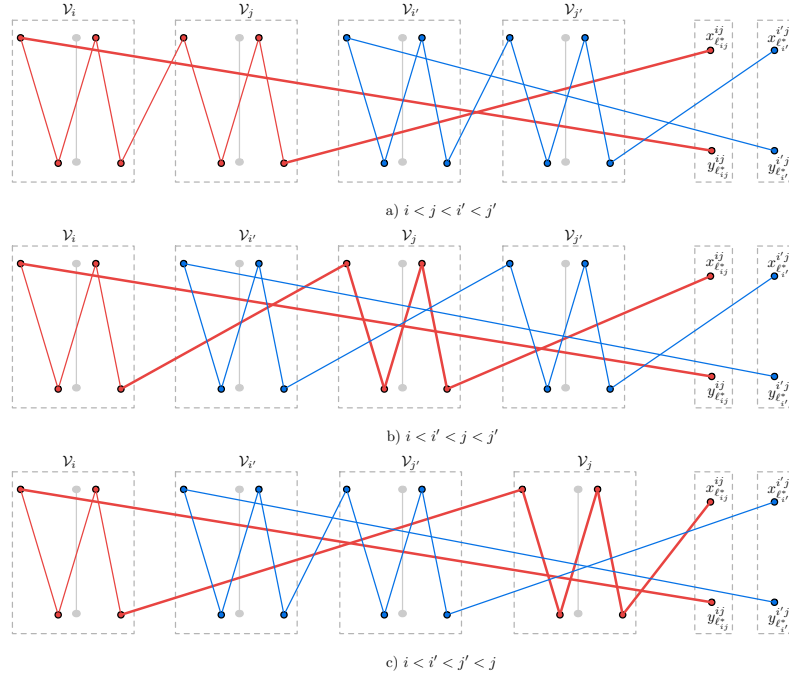 𝒱_i 𝒱_j 𝒱_{i′} 𝒱_{j′}
x^{ij}_{ℓ^*_{ij}} x^{i′j}_{ℓ^*_{i′}}
y^{ij}_{ℓ^*_{ij}} y^{i′j}_{ℓ^*_{i′}}
a) i < j < i′ < j′
𝒱_i 𝒱_{i′} 𝒱_j 𝒱_{j′}
x^{ij}_{ℓ^*_{ij}} x^{i′j}_{ℓ^*_{i′}}
y^{ij}_{ℓ^*_{ij}} y^{i′j}_{ℓ^*_{i′}}
b) i < i′ < j < j′
𝒱_i 𝒱_{i′} 𝒱_{j′} 𝒱_j
x^{ij}_{ℓ^*_{ij}} x^{i′j}_{ℓ^*_{i′}}
y^{ij}_{ℓ^*_{ij}} y^{i′j}_{ℓ^*_{i′}}
c) i < i′ < j′ < j